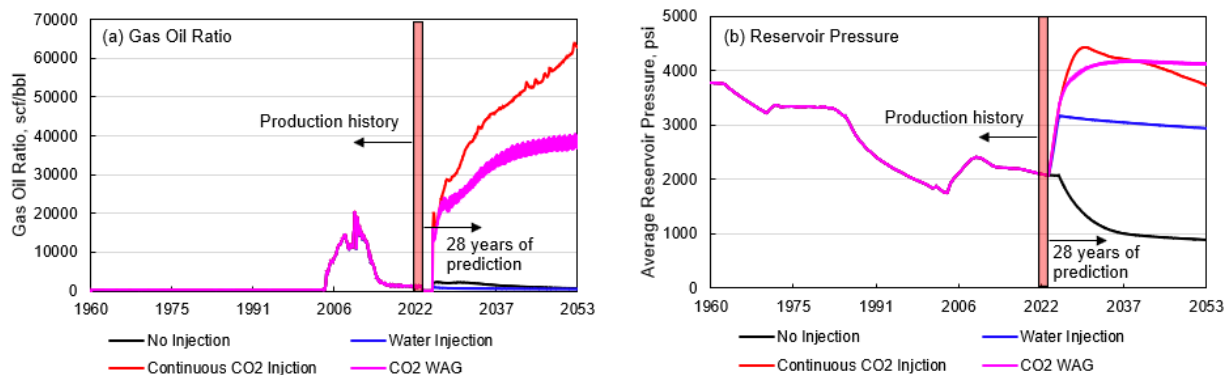 (a) Gas Oil Ratio
Gas Oil Ratio, scf/bbl
70000
60000
50000
40000
30000
20000
10000
0
Production history
28 years of
prediction
1960 1975 1991 2006 2022 2037 2053
No Injection
Water Injection
Continuous CO2 Injction
CO2 WAG
(b) Reservoir Pressure
Average Reservoir Pressure, psi
5000
4000
3000
2000
1000
0
Production history
28 years of
prediction
1960 1975 1991 2006 2022 2037 2053
No Injection
Water Injection
Continuous CO2 Injction
CO2 WAG